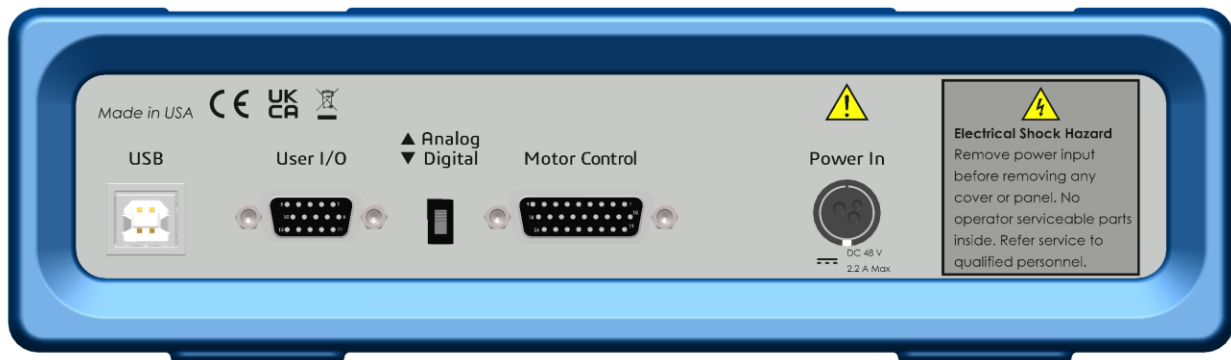 Made in USA CE UK
CA
USB
User I/O
▲ Analog
▼ Digital
Motor Control
Power In
DC 48 V
2.2 A Max
Electrical Shock Hazard
Remove power input
before removing any
cover or panel. No
operator serviceable parts
inside. Refer service to
qualified personnel.